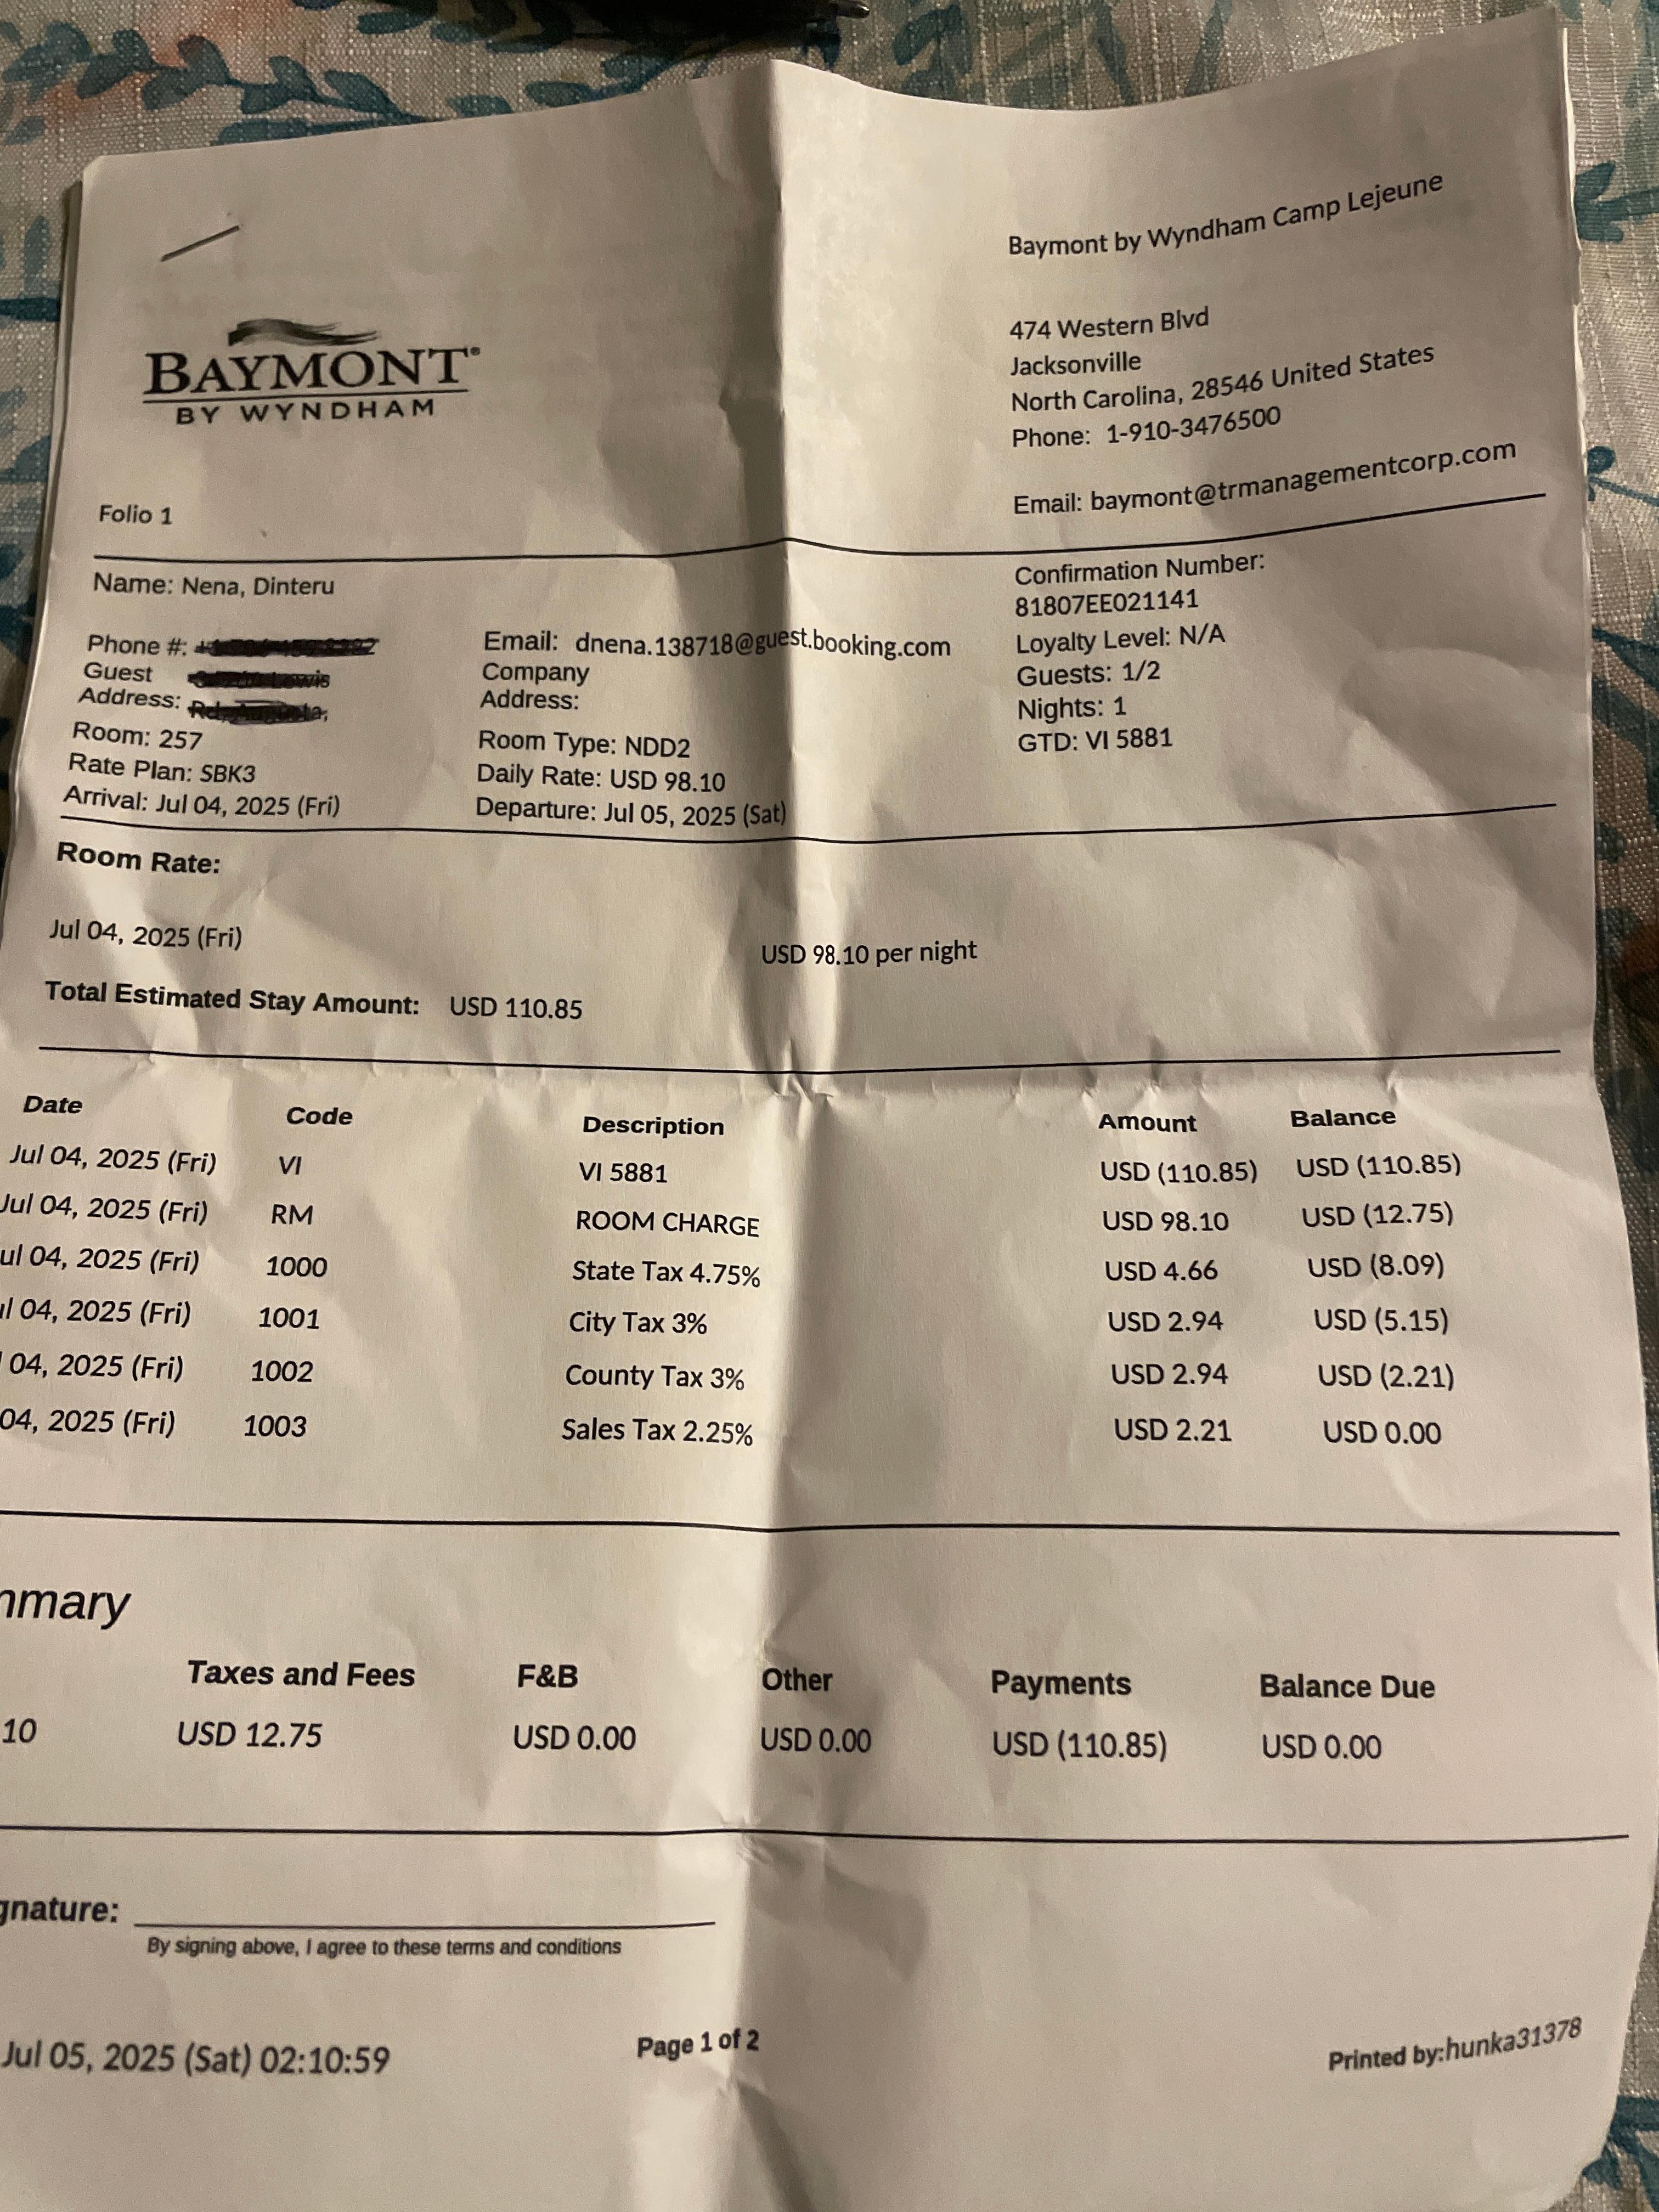 Baymont by Wyndham Camp Lejeune
BAYMONT®
BY WYNDHAM
474 Western Blvd
Jacksonville
North Carolina, 28546 United States
Phone: 1-910-3476500
Email: baymont@trmanagementcorp.com
Folio 1
Name: Nena, Dinteru
Confirmation Number:
81807EE021141
Phone #:
Email: dnena.138718@guest.booking.com
Loyalty Level: N/A
Guest
Address:
Company
Address:
Guests: 1/2
Nights: 1
Room: 257
Room Type: NDD2
GTD: VI 5881
Rate Plan: SBK3
Daily Rate: USD 98.10
Arrival: Jul 04, 2025 (Fri)
Departure: Jul 05, 2025 (Sat)
Room Rate:
Jul 04, 2025 (Fri) USD 98.10 per night
Total Estimated Stay Amount: USD 110.85
Date Code Description Amount Balance
Jul 04, 2025 (Fri) VI VI 5881 USD (110.85) USD (110.85)
Jul 04, 2025 (Fri) RM ROOM CHARGE USD 98.10 USD (12.75)
ul 04, 2025 (Fri) 1000 State Tax 4.75% USD 4.66 USD (8.09)
l 04, 2025 (Fri) 1001 City Tax 3% USD 2.94 USD (5.15)
04, 2025 (Fri) 1002 County Tax 3% USD 2.94 USD (2.21)
04, 2025 (Fri) 1003 Sales Tax 2.25% USD 2.21 USD 0.00
mmary
Taxes and Fees F&B Other Payments Balance Due
10 USD 12.75 USD 0.00 USD 0.00 USD (110.85) USD 0.00
gnature:
By signing above, I agree to these terms and conditions
Jul 05, 2025 (Sat) 02:10:59 Page 1 of 2 Printed by:hunka31378